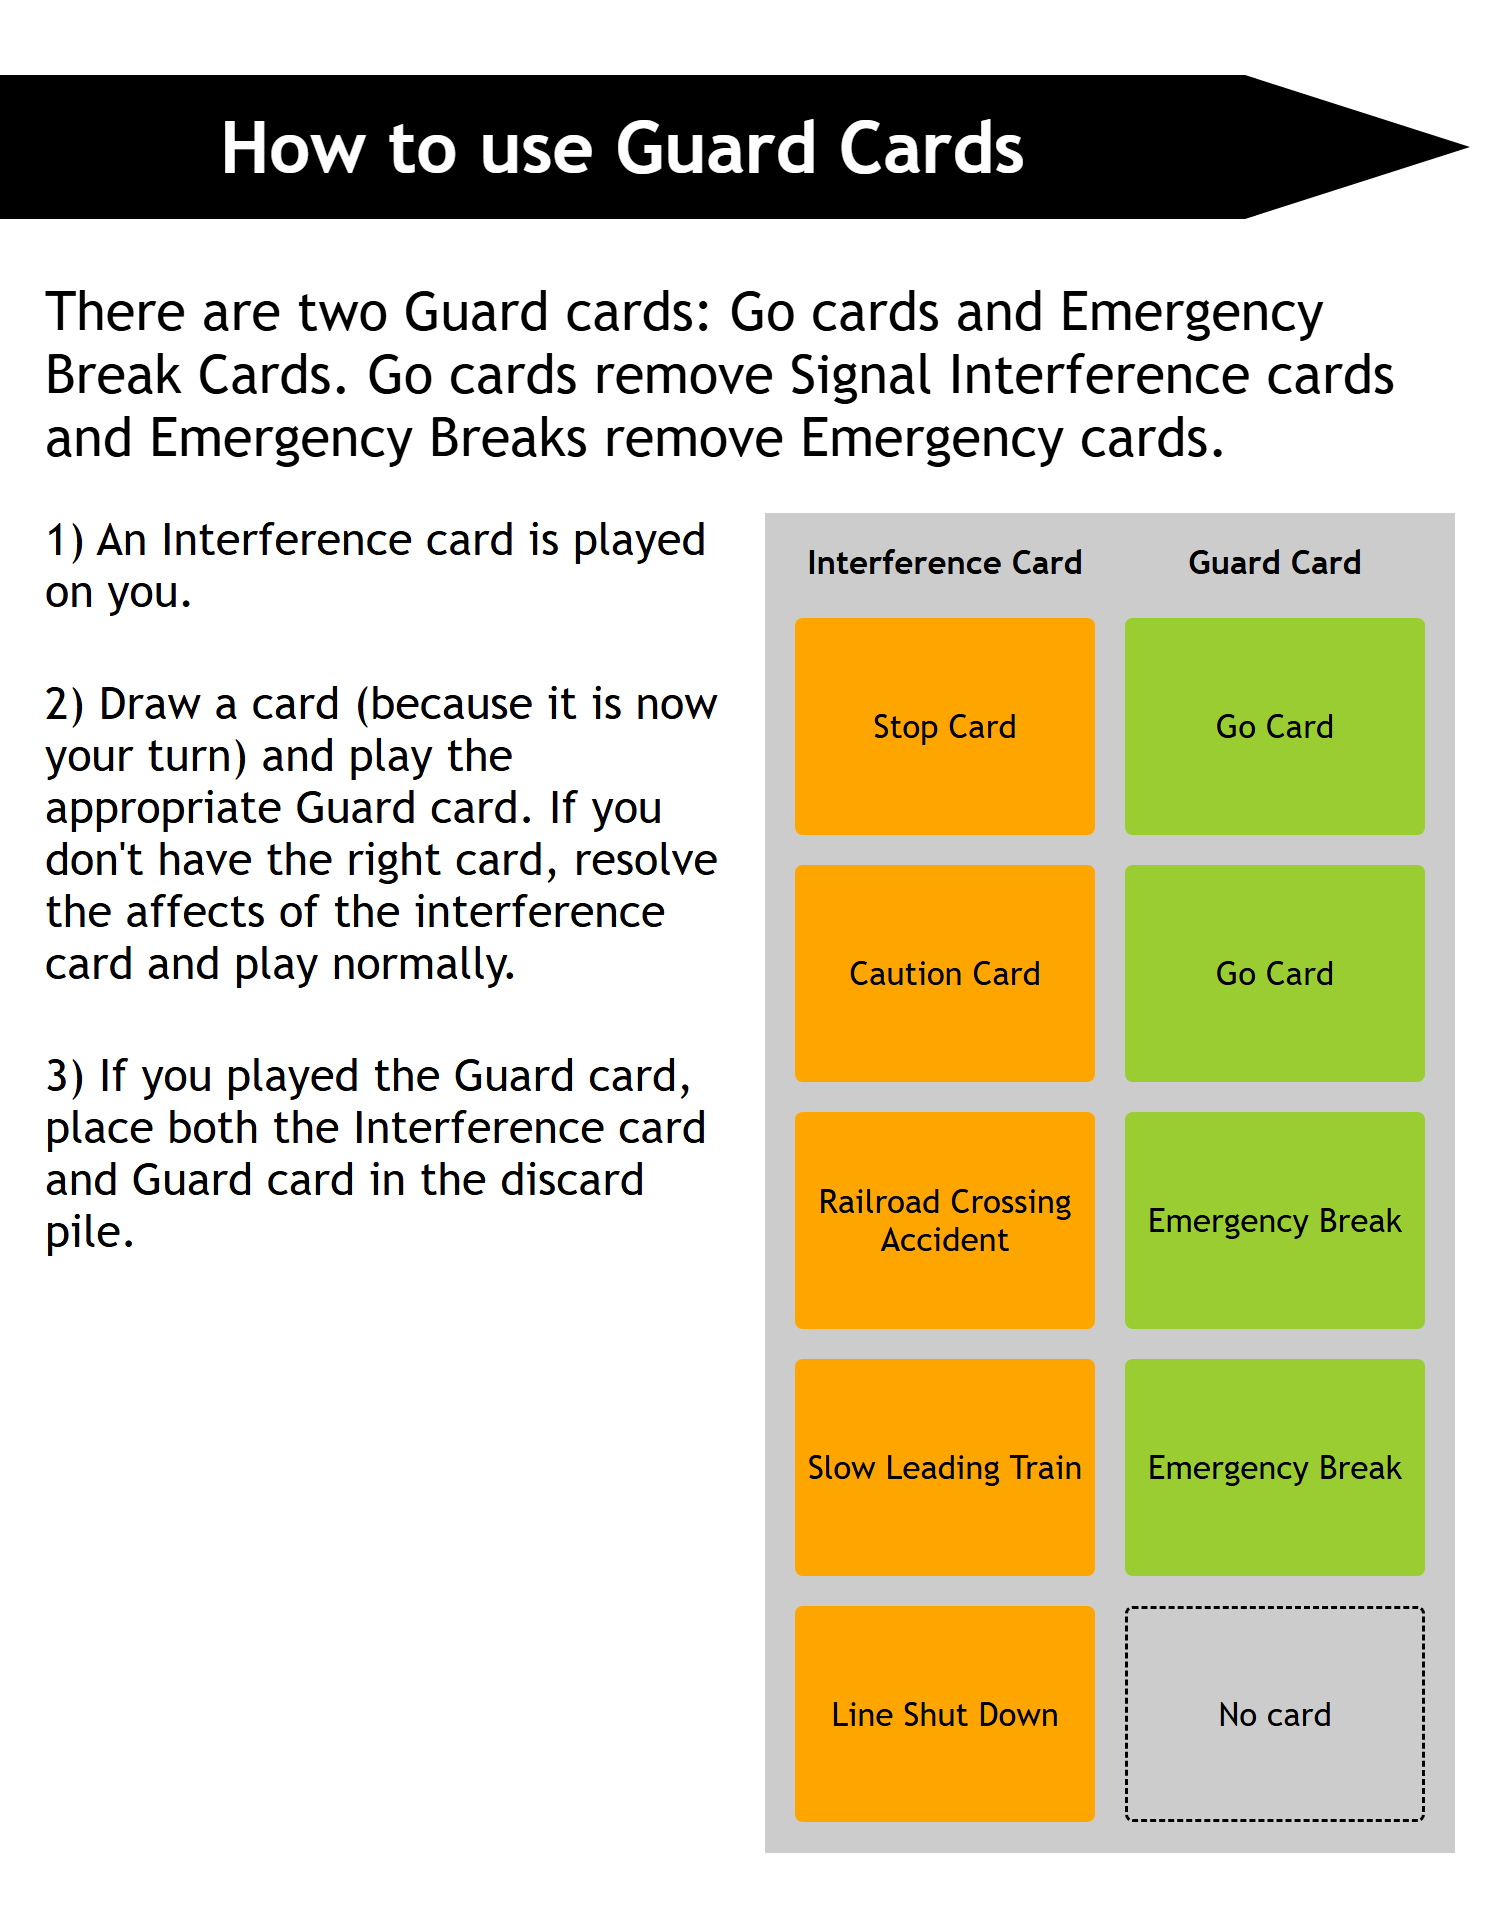 How to use Guard Cards
There are two Guard cards: Go cards and Emergency
Break Cards. Go cards remove Signal Interference cards
and Emergency Breaks remove Emergency cards.
1) An Interference card is played
on you.
2) Draw a card (because it is now
your turn) and play the
appropriate Guard card. If you
don't have the right card, resolve
the affects of the interference
card and play normally.
3) If you played the Guard card,
place both the Interference card
and Guard card in the discard
pile.
Interference Card
Guard Card
Stop Card
Go Card
Caution Card
Go Card
Railroad Crossing
Accident
Emergency Break
Slow Leading Train
Emergency Break
Line Shut Down
No card